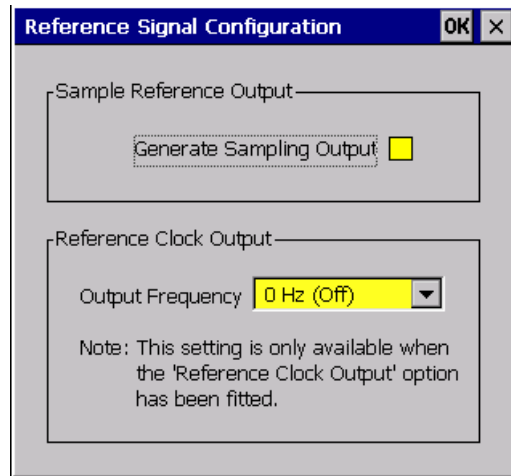 Reference Signal Configuration OK ×
Sample Reference Output
Generate Sampling Output
Reference Clock Output
Output Frequency 0 Hz (Off)
Note: This setting is only available when
the 'Reference Clock Output' option
has been fitted.